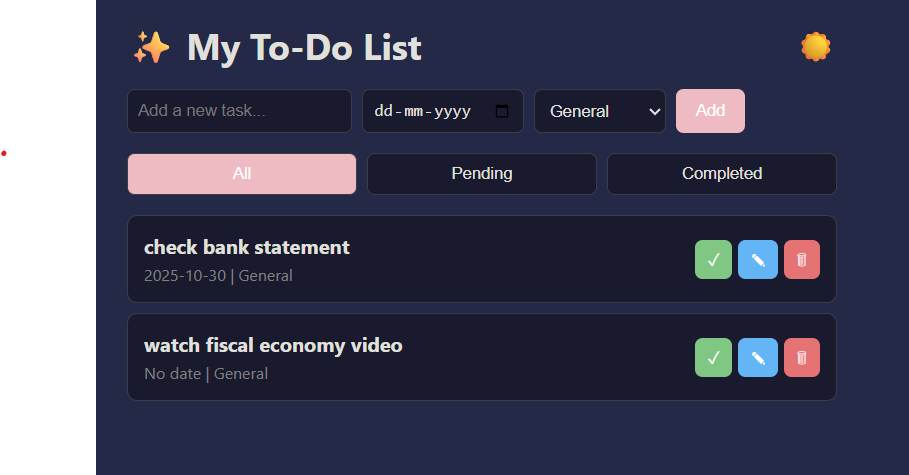 ✨ My To-Do List
Add a new task...
dd-mm-yyyy
General
Add
All
Pending
Completed
check bank statement
2025-10-30 | General
watch fiscal economy video
No date | General